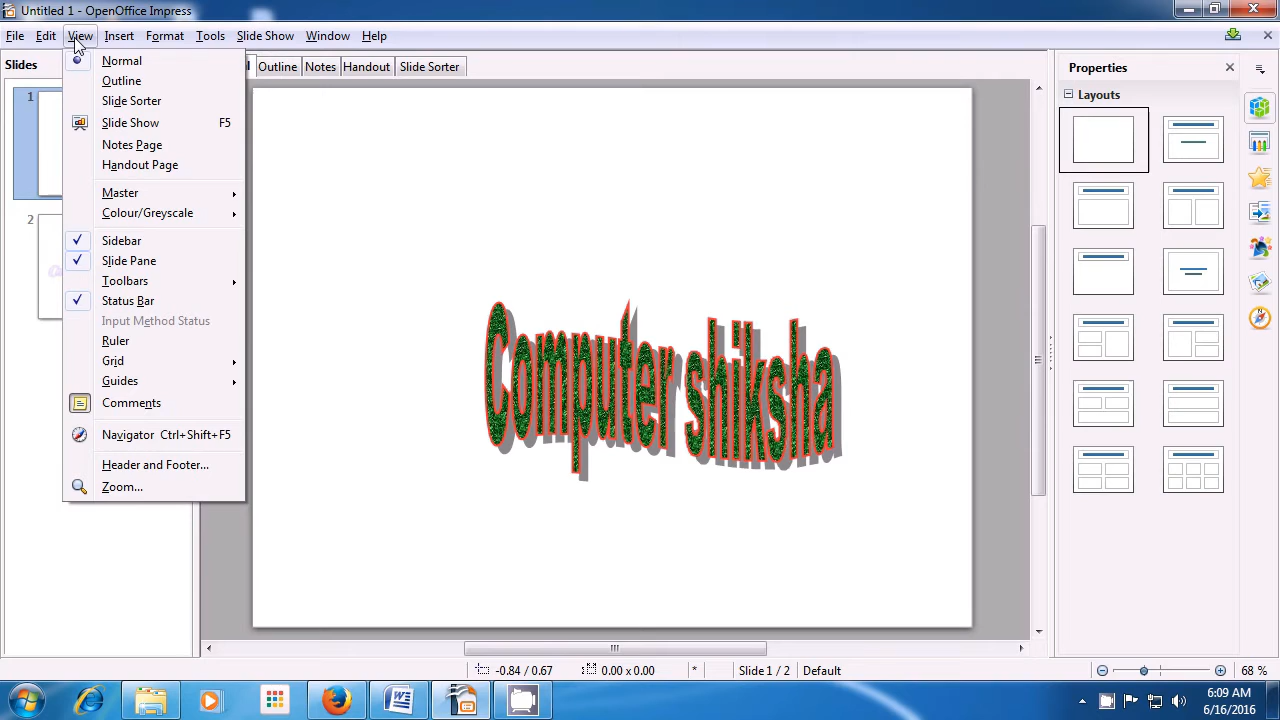 Untitled 1 - OpenOffice Impress
File Edit View Insert Format Tools Slide Show Window Help
Slides
Outline Notes Handout Slide Sorter
Normal
Outline
Slide Sorter
Slide Show F5
Notes Page
Handout Page
Master
Colour/Greyscale
Sidebar
Slide Pane
Toolbars
Status Bar
Input Method Status
Ruler
Grid
Guides
Comments
Navigator Ctrl+Shift+F5
Header and Footer...
Zoom...
1
2
Computer shiksha
Properties
Layouts
-0.84 / 0.67 0.00 x 0.00 * Slide 1 / 2 Default 68 %
6:09 AM
6/16/2016